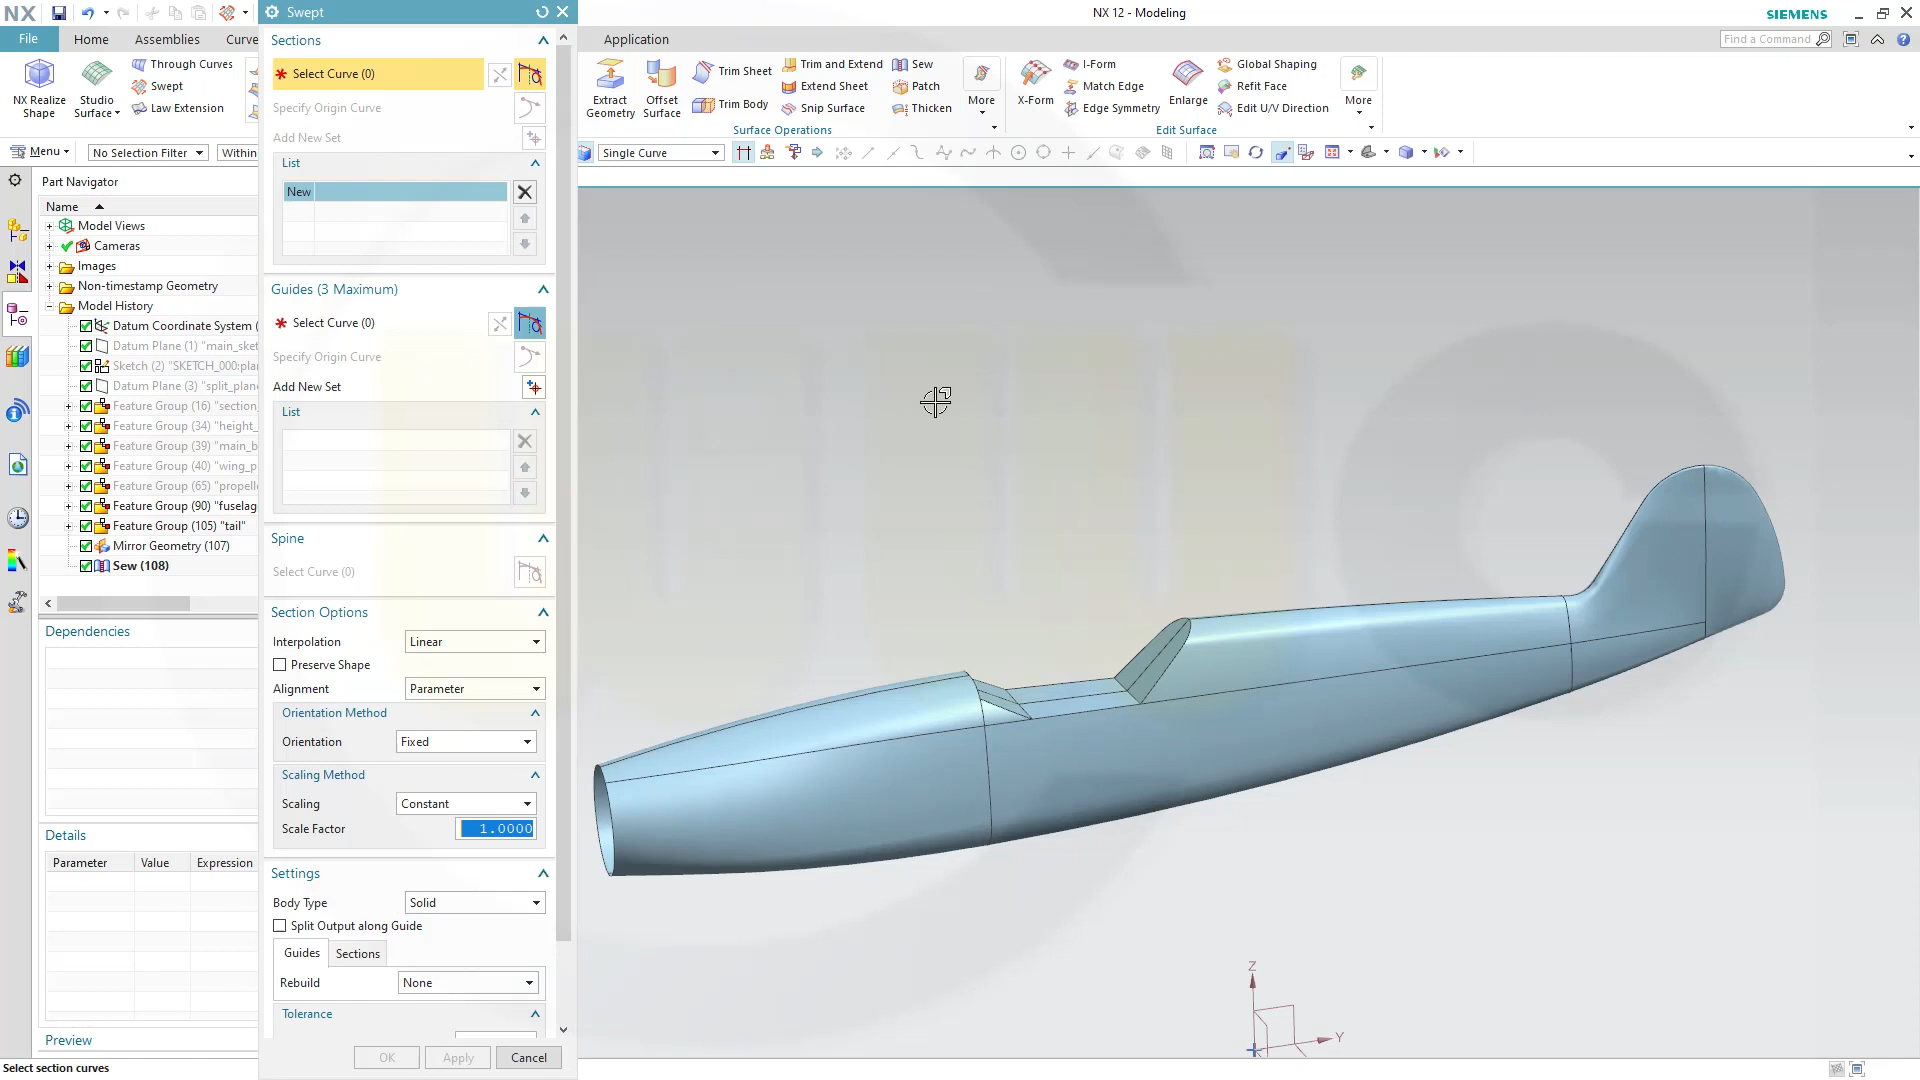 NX
Swept
NX 12 - Modeling
SIEMENS
File
Home
Assemblies
Curve
Application
Find a Command
Sections
Select Curve (0)
Specify Origin Curve
Add New Set
List
New
Guides (3 Maximum)
Select Curve (0)
Specify Origin Curve
Add New Set
List
Spine
Select Curve (0)
Section Options
Interpolation
Linear
Preserve Shape
Alignment
Parameter
Orientation Method
Orientation
Fixed
Scaling Method
Scaling
Constant
Scale Factor
1.0000
Settings
Body Type
Solid
Split Output along Guide
Guides
Sections
Rebuild
None
Tolerance
OK
Apply
Cancel
NX Realize Shape
Studio Surface
Through Curves
Swept
Law Extension
Extract Geometry
Offset Surface
Trim Sheet
Trim Body
Trim and Extend
Extend Sheet
Snip Surface
Sew
Patch
Thicken
More
Surface Operations
X-Form
I-Form
Match Edge
Edge Symmetry
Enlarge
Global Shaping
Refit Face
Edit U/V Direction
More
Edit Surface
Menu
No Selection Filter
Within
Single Curve
Part Navigator
Name
Model Views
Cameras
Images
Non-timestamp Geometry
Model History
Datum Coordinate System (
Datum Plane (1) "main_sket
Sketch (2) "SKETCH_000:plan
Datum Plane (3) "split_plane
Feature Group (16) "section_
Feature Group (34) "height_
Feature Group (39) "main_b
Feature Group (40) "wing_p
Feature Group (65) "propelle
Feature Group (90) "fuselag
Feature Group (105) "tail"
Mirror Geometry (107)
Sew (108)
Dependencies
Details
Parameter
Value
Expression
Preview
Select section curves
Z
Y